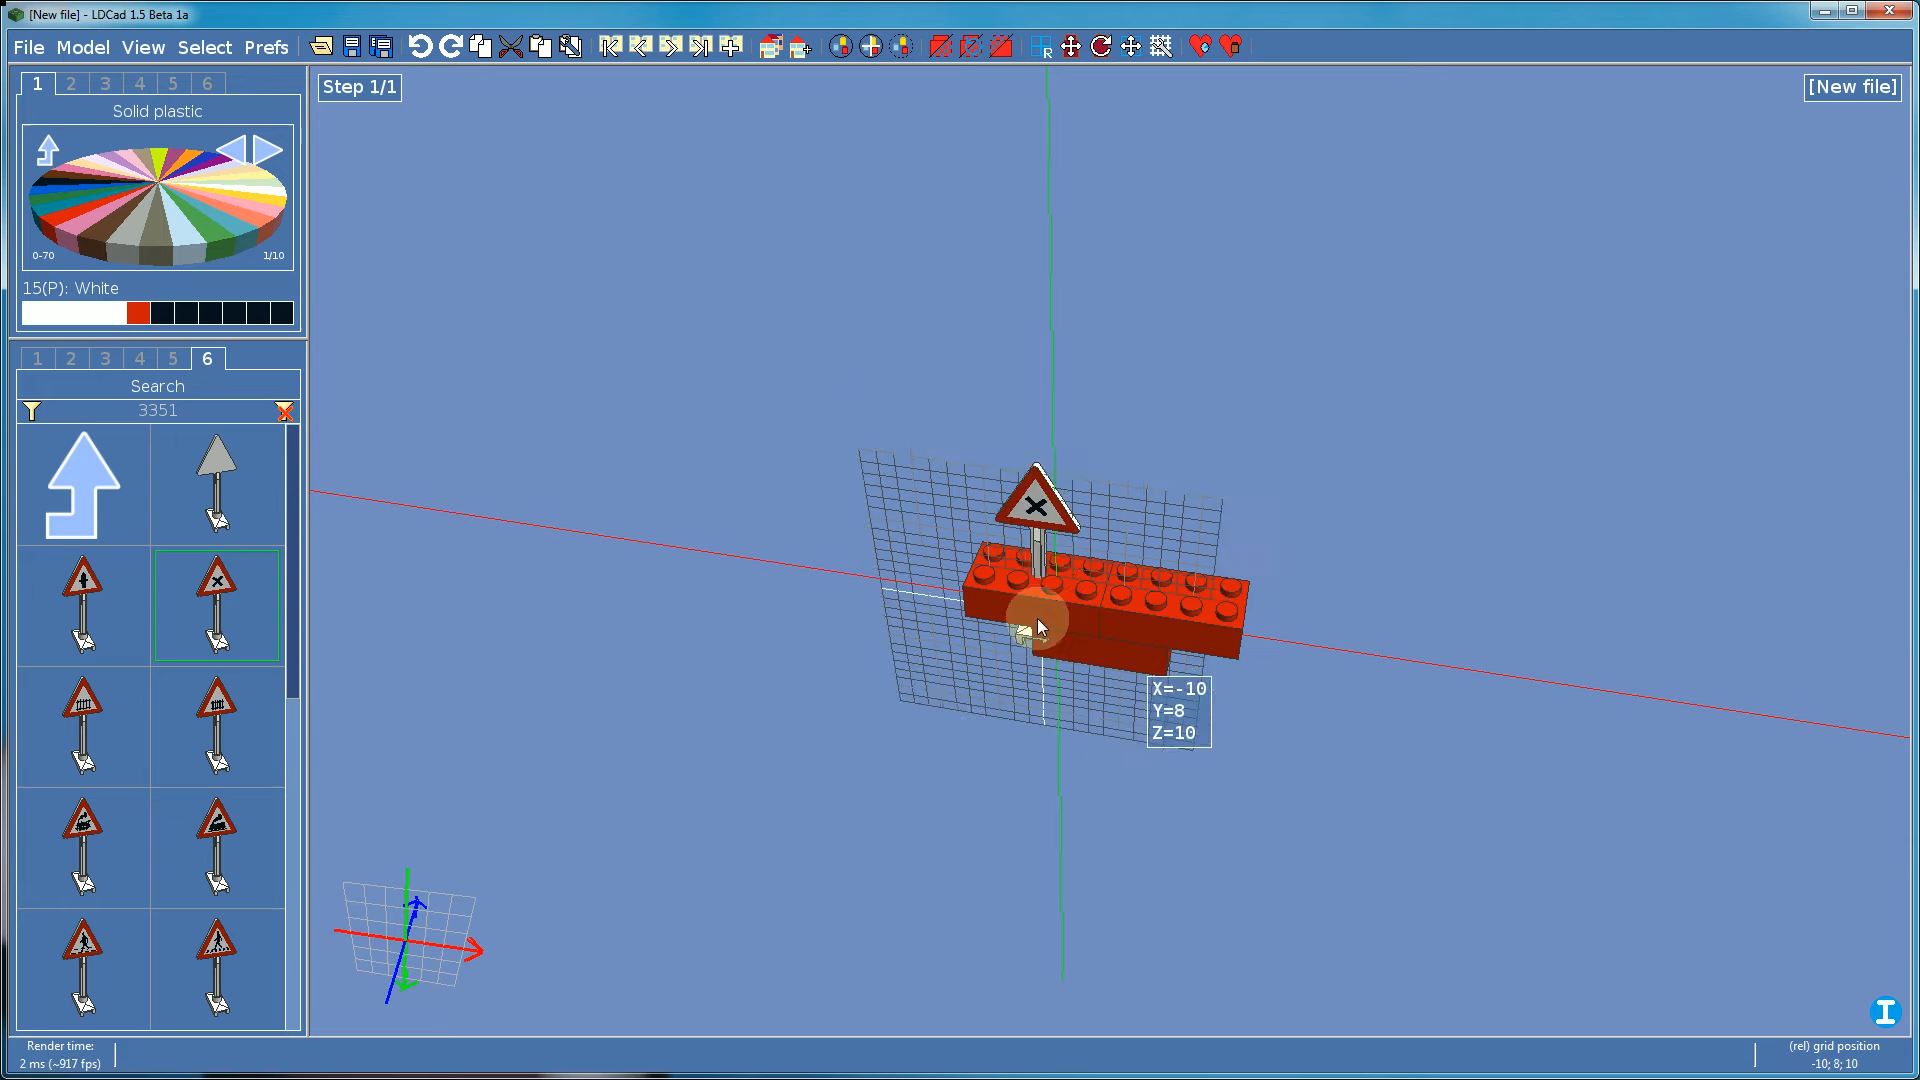 [New file] - LDCad 1.5 Beta 1a
File Model View Select Prefs
R
1 2 3 4 5 6
Step 1/1
[New file]
Solid plastic
0-70
1/10
15(P): White
1 2 3 4 5 6
Search
3351
X=-10
Y=8
Z=10
I
Render time:
2 ms (~917 fps)
(rel) grid position
-10; 8; 10